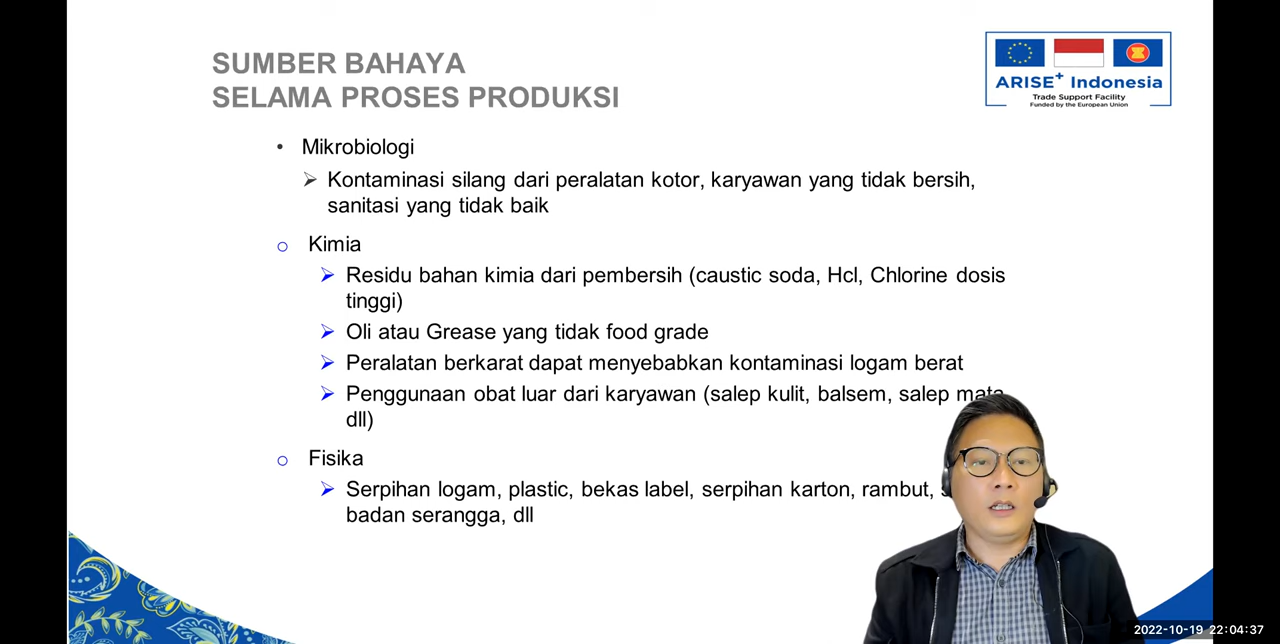 SUMBER BAHAYA
SELAMA PROSES PRODUKSI
ARISE+ Indonesia
Trade Support Facility
Funded by the European Union
• Mikrobiologi
Kontaminasi silang dari peralatan kotor, karyawan yang tidak bersih,
sanitasi yang tidak baik
Kimia
Residu bahan kimia dari pembersih (caustic soda, Hcl, Chlorine dosis
tinggi)
Oli atau Grease yang tidak food grade
Peralatan berkarat dapat menyebabkan kontaminasi logam berat
Penggunaan obat luar dari karyawan (salep kulit, balsem, salep mata
dll)
Fisika
Serpihan logam, plastic, bekas label, serpihan karton, rambut,
badan serangga, dll
2022-10-19 22:04:37